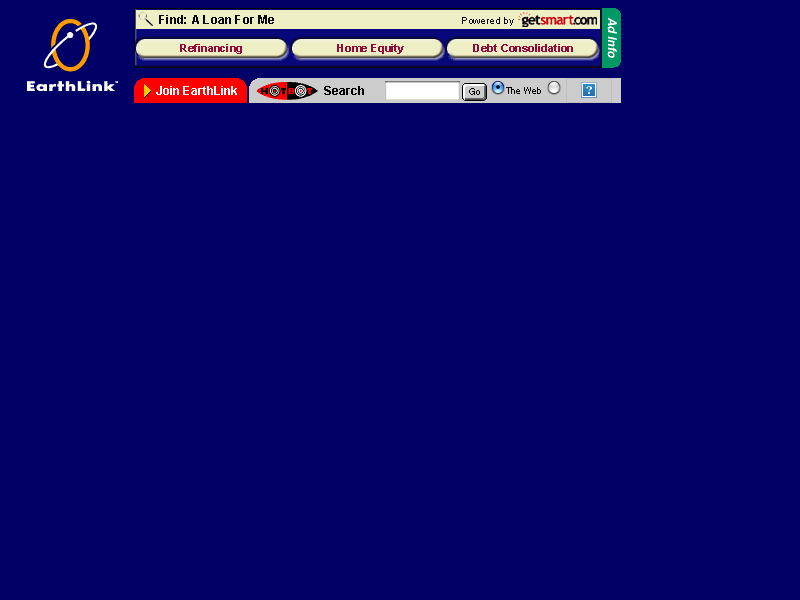 Find: A Loan For Me
Powered by getsmart.com
Ad Info
Refinancing
Home Equity
Debt Consolidation
EarthLink™
Join EarthLink
HOTBOT
Search
Go
The Web
?